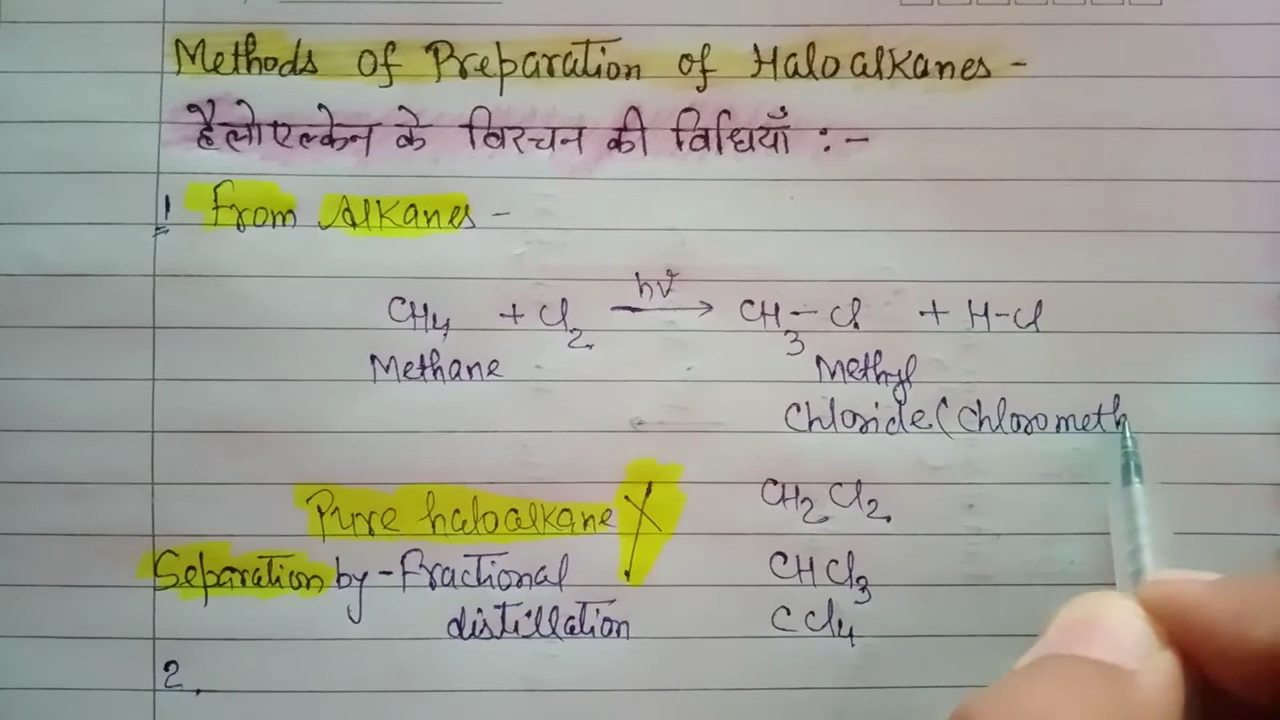 Methods of Preparation of Haloalkanes -
हैलोएल्केन के विरचन की विधियाँ :-
1 From Alkanes -
hν
CH4 + Cl2 → CH3 - Cl + H-Cl
Methane Methyl
Chloride (Chlorometh
Pure haloalkane X CH2Cl2
Separation by - Fractional CHCl3
distillation CCl4
2.